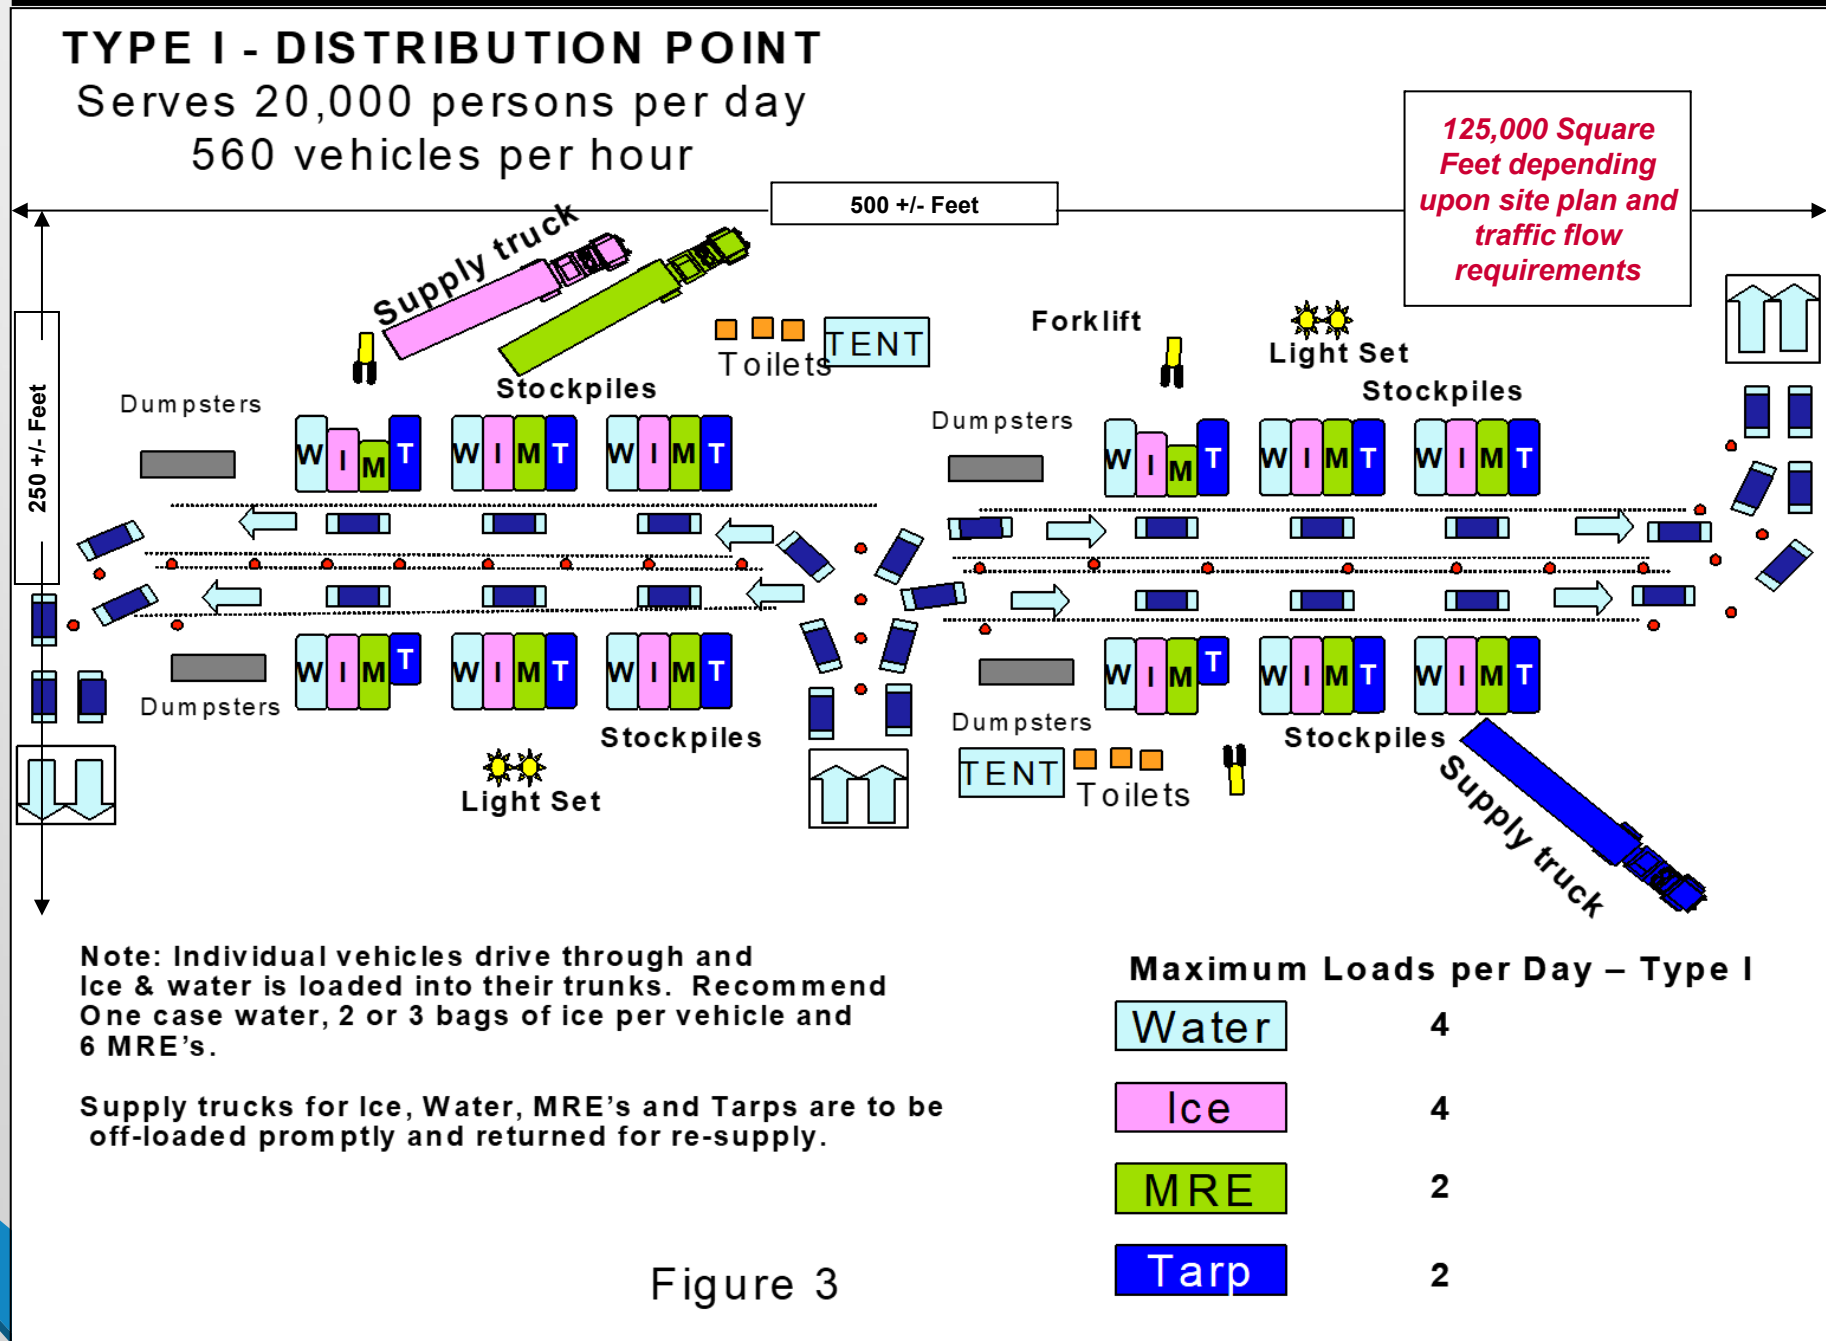 TYPE I - DISTRIBUTION POINT
Serves 20,000 persons per day
560 vehicles per hour
125,000 Square
Feet depending
upon site plan and
traffic flow
requirements
500 +/- Feet
250 +/- Feet
Supply truck
Toilets
TENT
Forklift
Light Set
Stockpiles
Stockpiles
Dumpsters
Dumpsters
W I M T
W I M T
W I M T
W I M T
W I M T
W I M T
W I M T
W I M T
W I M T
W I M T
W I M T
W I M T
Dumpsters
Dumpsters
Stockpiles
Stockpiles
Light Set
TENT
Toilets
Supply truck
Note: Individual vehicles drive through and
Ice & water is loaded into their trunks. Recommend
One case water, 2 or 3 bags of ice per vehicle and
6 MRE's.
Supply trucks for Ice, Water, MRE's and Tarps are to be
off-loaded promptly and returned for re-supply.
Maximum Loads per Day – Type I
Water 4
Ice 4
MRE 2
Tarp 2
Figure 3